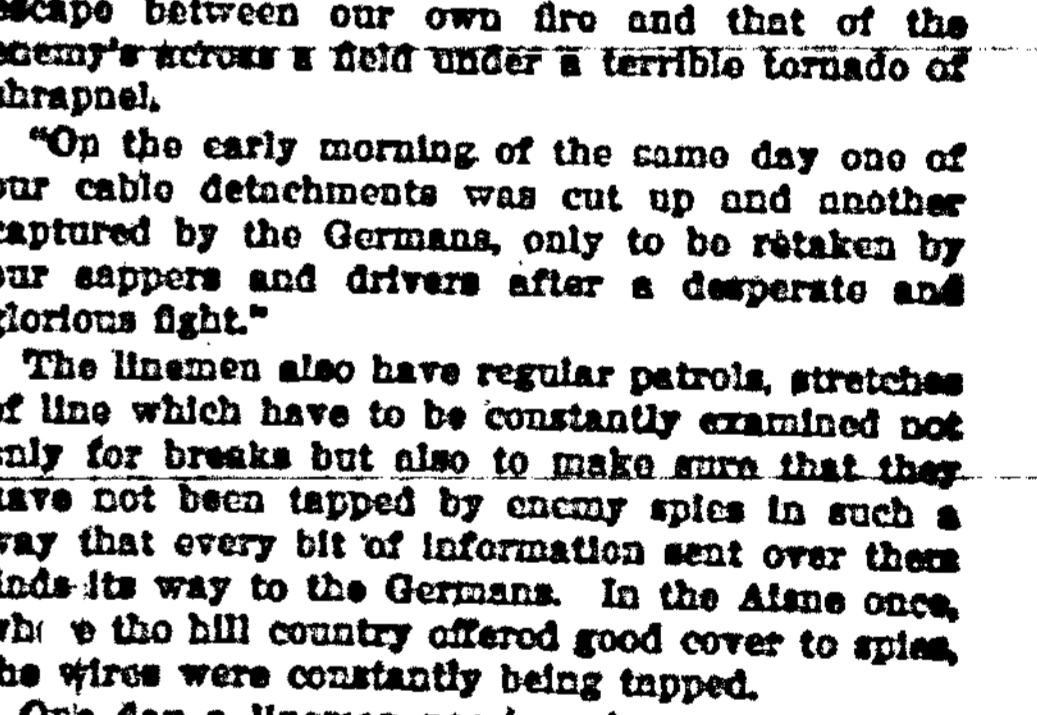 escape between our own fire and that of the
enemy's across a field under a terrible tornado of
shrapnel.
"On the early morning of the same day one of
our cable detachments was cut up and another
captured by the Germans, only to be retaken by
our sappers and drivers after a desperate and
glorious fight."
The linemen also have regular patrols, stretches
of line which have to be constantly examined not
only for breaks but also to make sure that they
have not been tapped by enemy spies in such a
way that every bit of information sent over them
finds its way to the Germans. In the Aisne once,
where the hill country offered good cover to spies,
the wires were constantly being tapped.